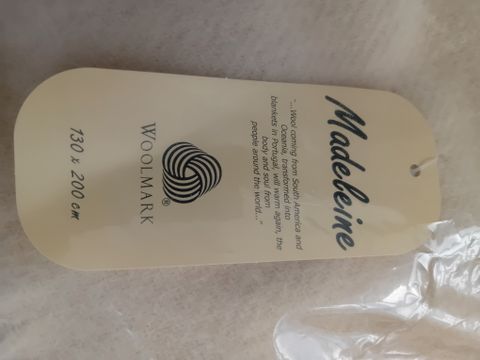 Madeleine
"...Wool coming from South America and
Oceania, transformed into
blankets in Portugal, will warm again, the
body and soul from
people around the world..."
®
WOOLMARK
130 x 200 cm